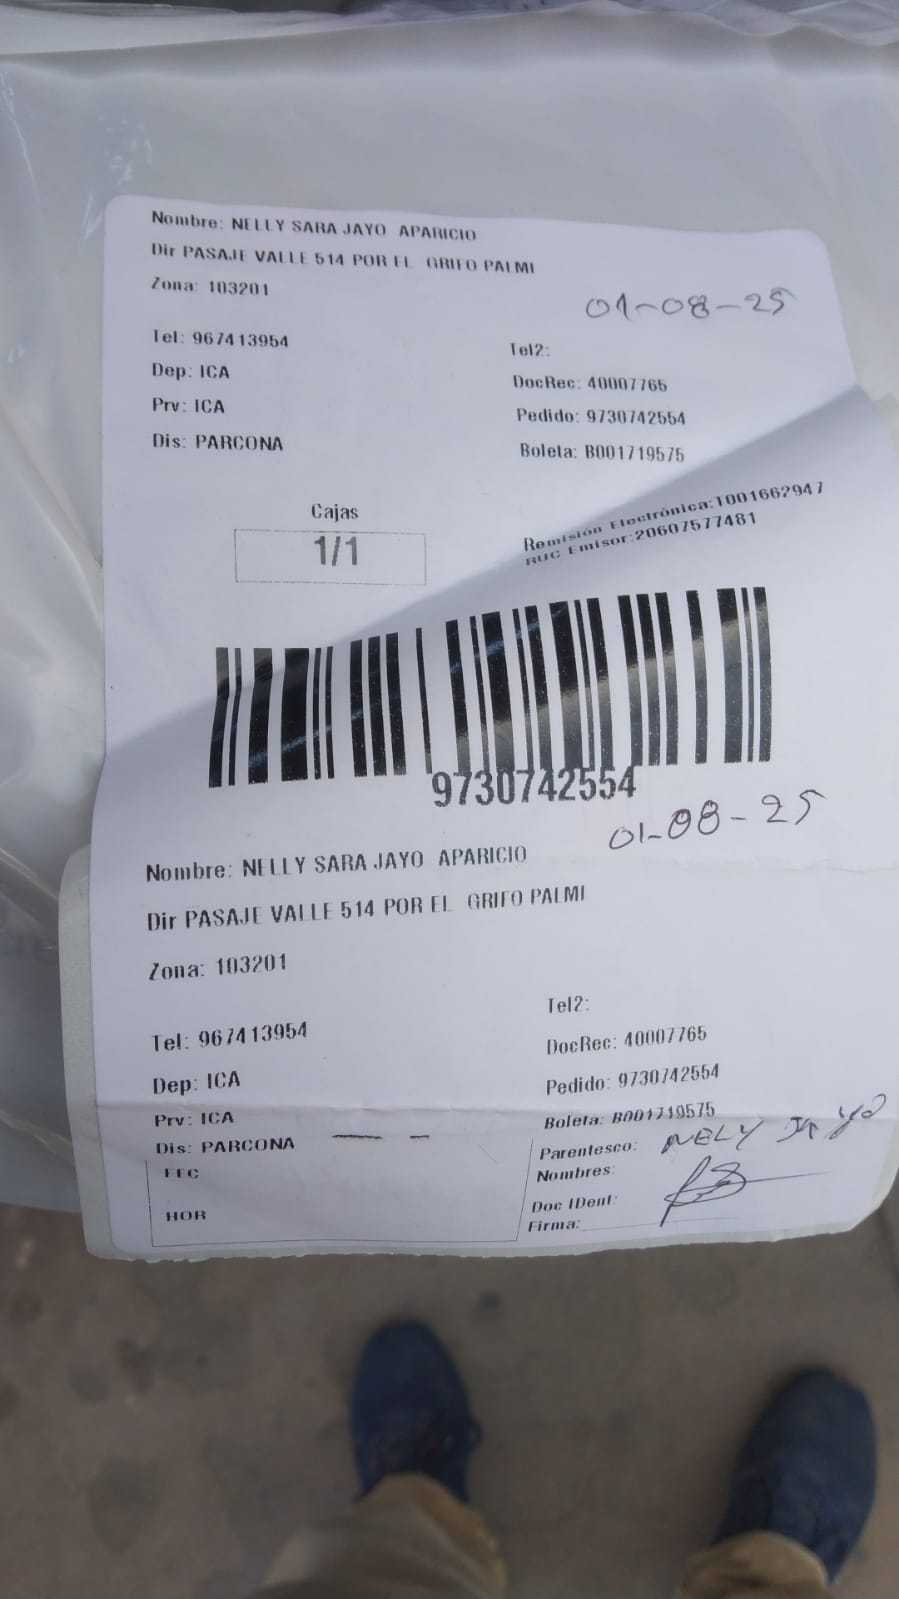 Nombre: NELLY SARA JAYO APARICIO
Dir PASAJE VALLE 514 POR EL GRIFO PALMI
Zona: 103201
01-08-25
Tel: 967413954
Tel2:
Dep: ICA
DocRec: 40007765
Prv: ICA
Pedido: 9730742554
Dis: PARCONA
Boleta: B001719575
Cajas
1/1
Remisión Electrónica:1001662947
RUC Emisor:20607577481
9730742554
01-08-25
Nombre: NELLY SARA JAYO APARICIO
Dir PASAJE VALLE 514 POR EL GRIFO PALMI
Zona: 103201
Tel2:
Tel: 967413954
DocRec: 40007765
Dep: ICA
Pedido: 9730742554
Prv: ICA
Boleta: B001719575
Dis: PARCONA
Parentesco: NELY JAYO
FEC
Nombres:
HOR
Doc IDent:
Firma: